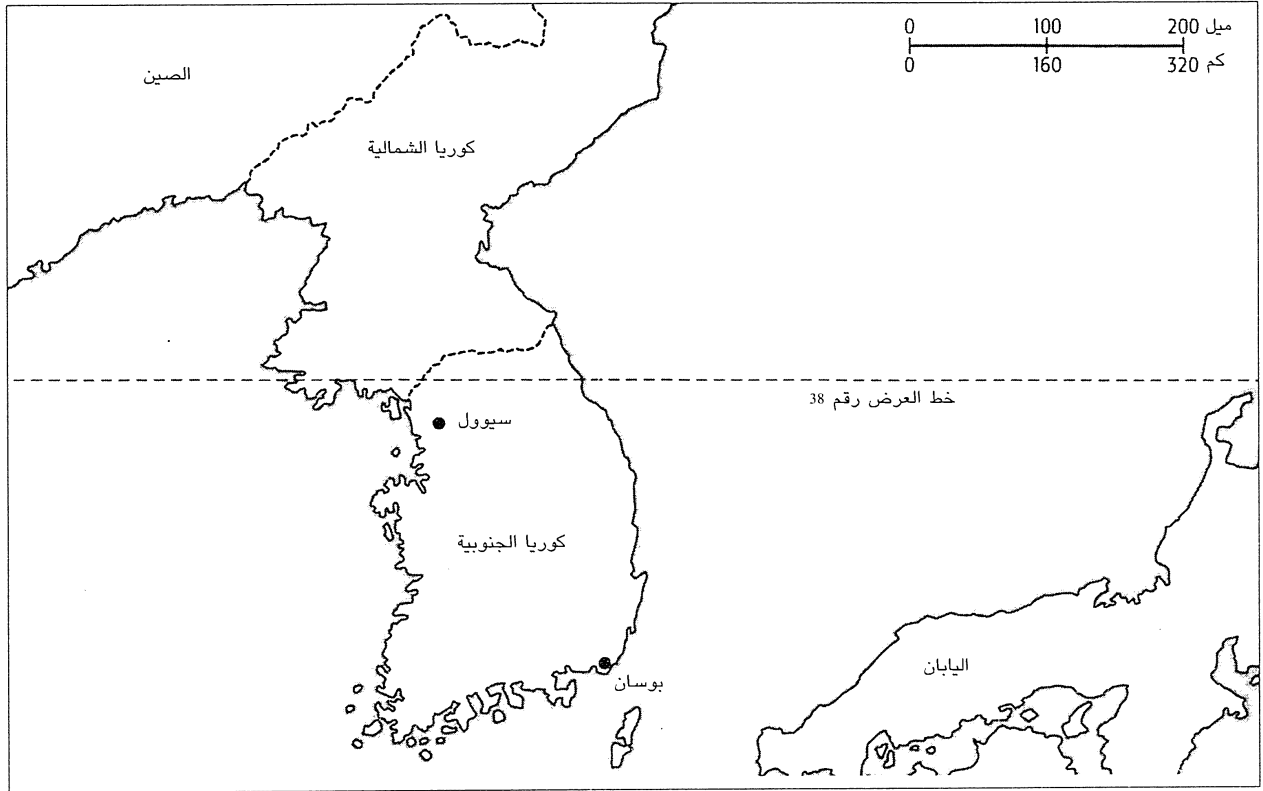 0 100 200 ميل
0 160 320 كم
الصين
كوريا الشمالية
خط العرض رقم 38
سيوول
كوريا الجنوبية
اليابان
بوسان